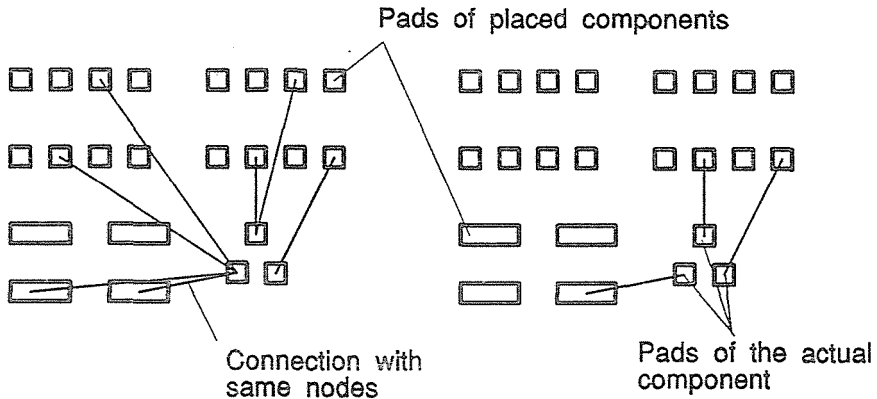 Pads of placed components
Connection with
same nodes
Pads of the actual
component